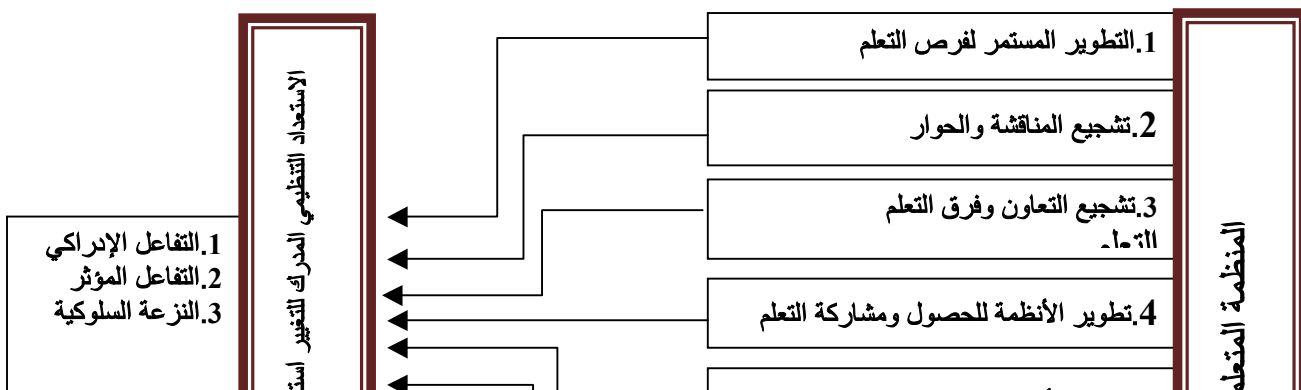 المنظمة
1.التطوير المستمر لفرص التعلم
2.تشجيع المناقشة والحوار
3.تشجيع التعاون وفرق التعلم
التعلم
4.تطوير الأنظمة للحصول ومشاركة التعلم
الاستعداد التنظيمي المدرك للتغيير
1.التفاعل الإدراكي
2.التفاعل المؤثر
3.النزعة السلوكية